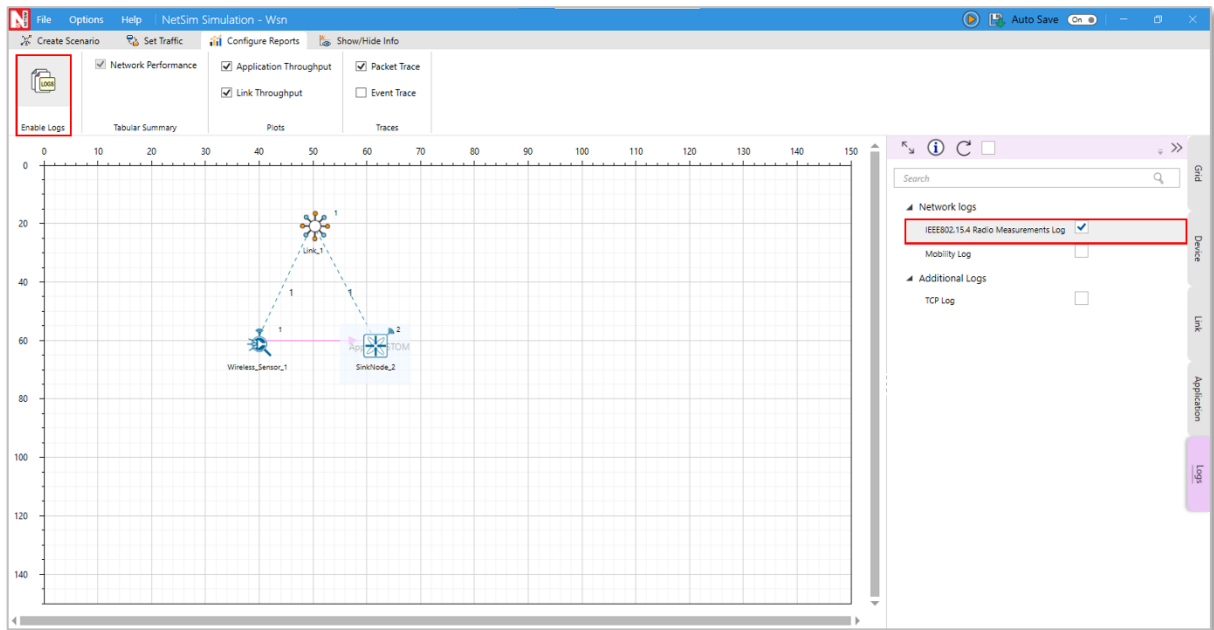 N File Options Help NetSim Simulation - Wsn Auto Save On
Create Scenario Set Traffic Configure Reports Show/Hide Info
LOGS
Network Performance Application Throughput Packet Trace
Link Throughput Event Trace
Enable Logs Tabular Summary Plots Traces
0 10 20 30 40 50 60 70 80 90 100 110 120 130 140 150
0
20
40
60
80
100
120
140
1
Link_1
1 1
1 2
Wireless_Sensor_1 SinkNode_2
Search
Network logs
IEEE802.15.4 Radio Measurements Log
Mobility Log
Additional Logs
TCP Log
Grid
Device
Link
Application
Logs